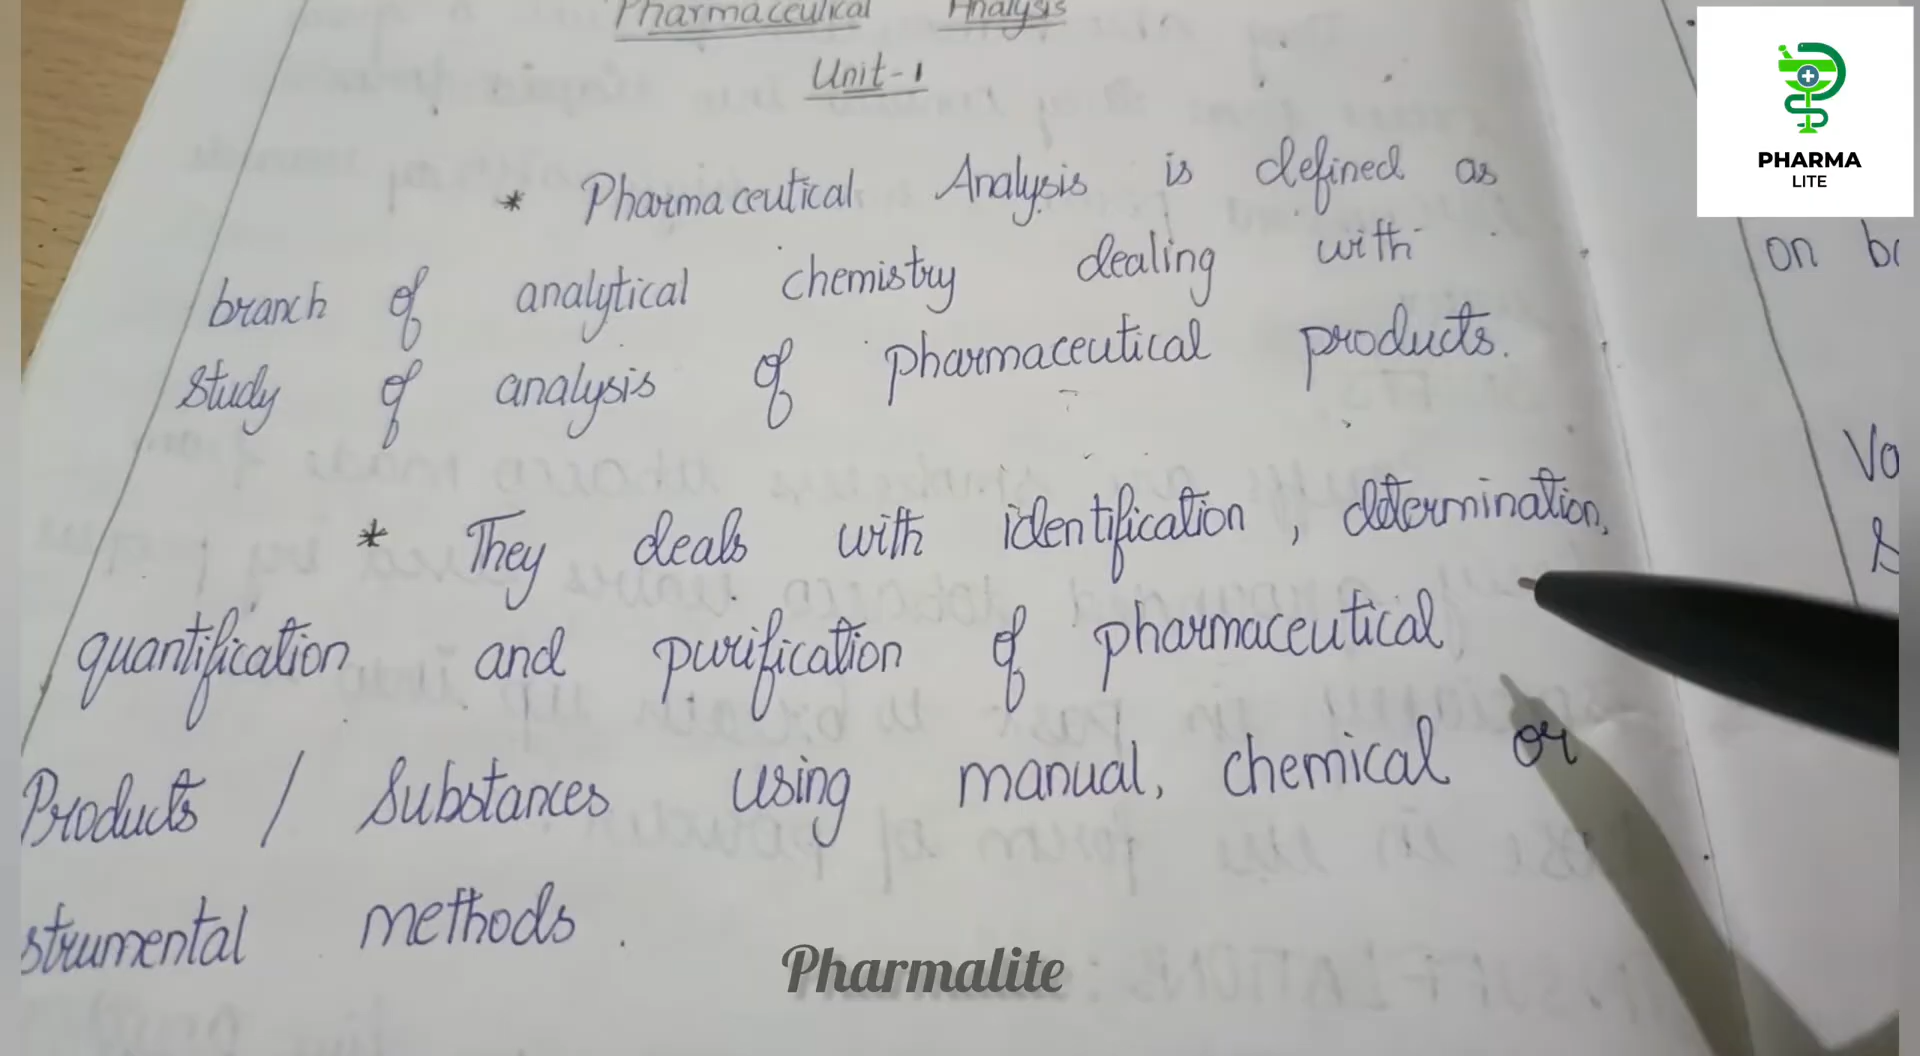 Pharmaceutical Analysis
Unit-1
* Pharmaceutical Analysis is defined as
branch of analytical chemistry dealing with
study of analysis of pharmaceutical products.
* They deals with identification, determination,
quantification and purification of pharmaceutical
Products / Substances using manual, chemical or
strumental methods.
PHARMA
LITE
on
Pharmalite